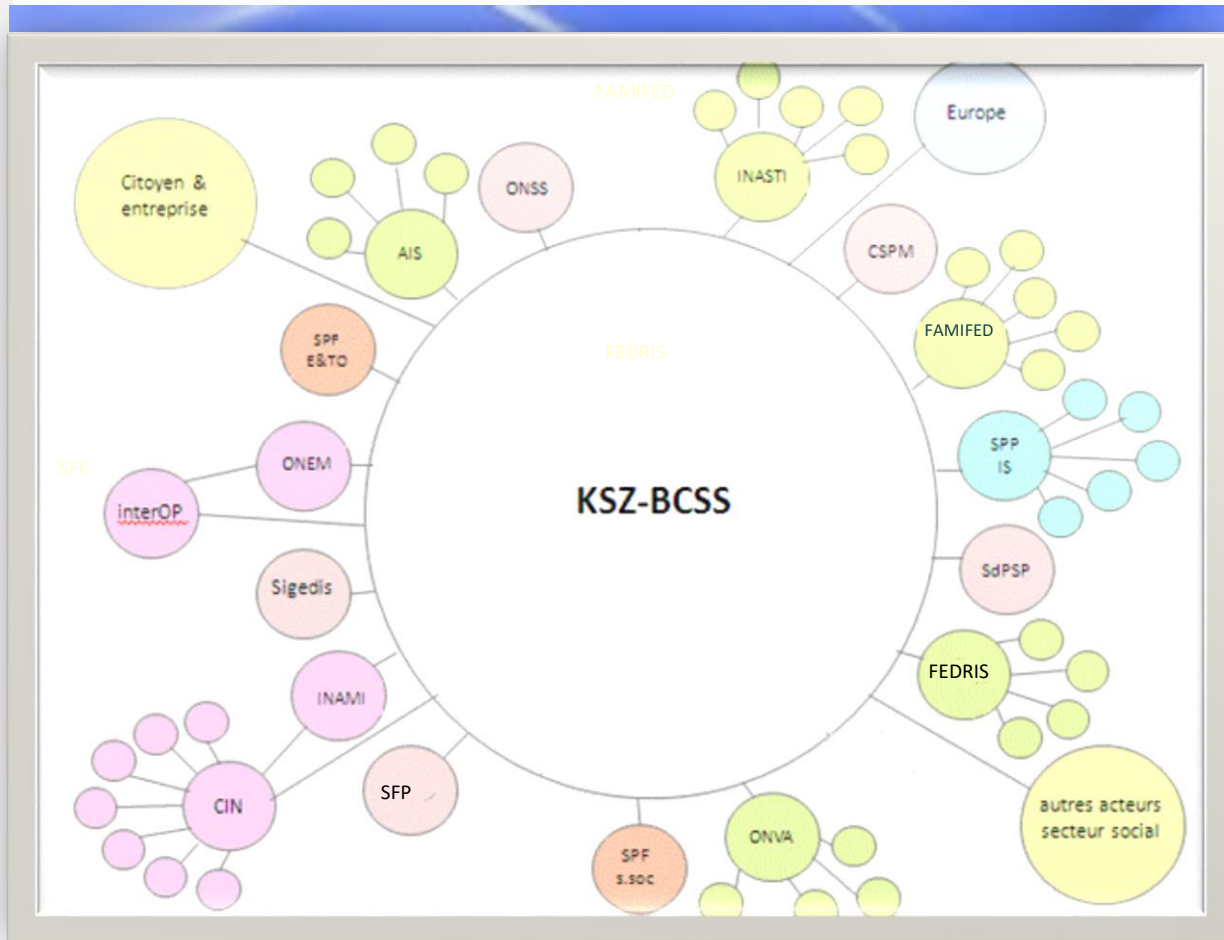 FAMIFED
Europe
Citoyen &
entreprise
ONSS
INASTI
AIS
CSPM
SPF
E&TO
FEDRIS
FAMIFED
SFP
ONEM
SPP
IS
interOP
KSZ-BCSS
Sigedis
SdPSP
INAMI
FEDRIS
CIN
SFP
autres acteurs
secteur social
SPF
s.soc
ONVA